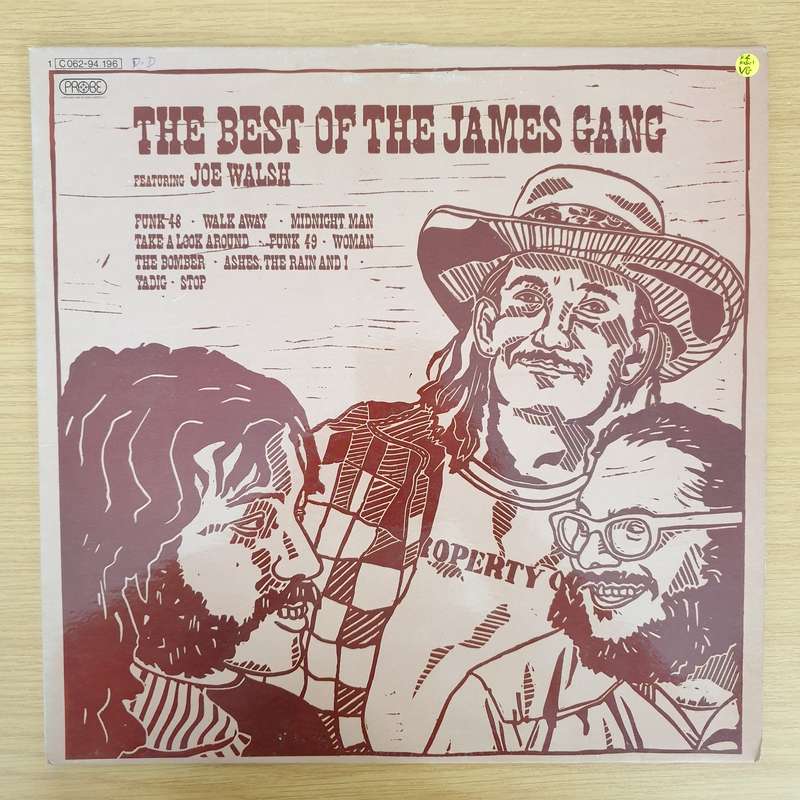 1 C 062-94 196 D.D
PROBE
VG
THE BEST OF THE JAMES GANG
FEATURING JOE WALSH
FUNK 48 · WALK AWAY · MIDNIGHT MAN
TAKE A LOOK AROUND · FUNK 49 · WOMAN
THE BOMBER · ASHES, THE RAIN AND I ·
YADIG · STOP
ROPERTY O